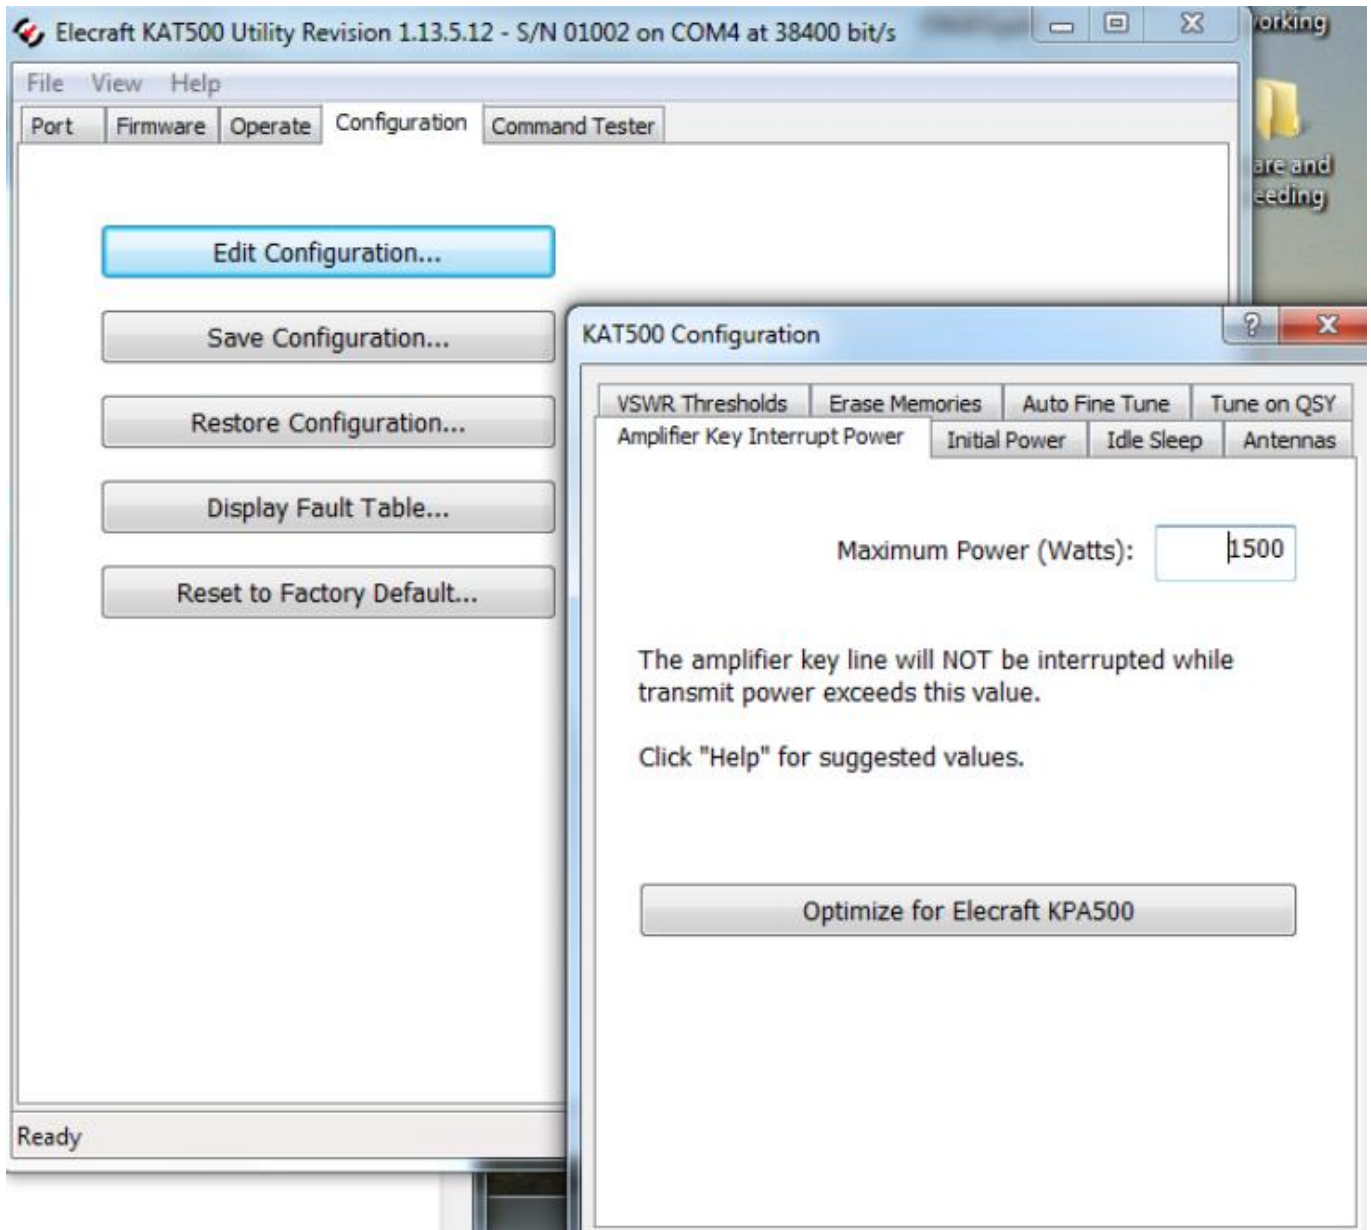 Elecraft KAT500 Utility Revision 1.13.5.12 - S/N 01002 on COM4 at 38400 bit/s
File View Help
Port Firmware Operate Configuration Command Tester
Edit Configuration...
Save Configuration...
Restore Configuration...
Display Fault Table...
Reset to Factory Default...
Ready
KAT500 Configuration
VSWR Thresholds Erase Memories Auto Fine Tune Tune on QSY
Amplifier Key Interrupt Power Initial Power Idle Sleep Antennas
Maximum Power (Watts): 1500
The amplifier key line will NOT be interrupted while
transmit power exceeds this value.
Click "Help" for suggested values.
Optimize for Elecraft KPA500
orking
are and
eeding